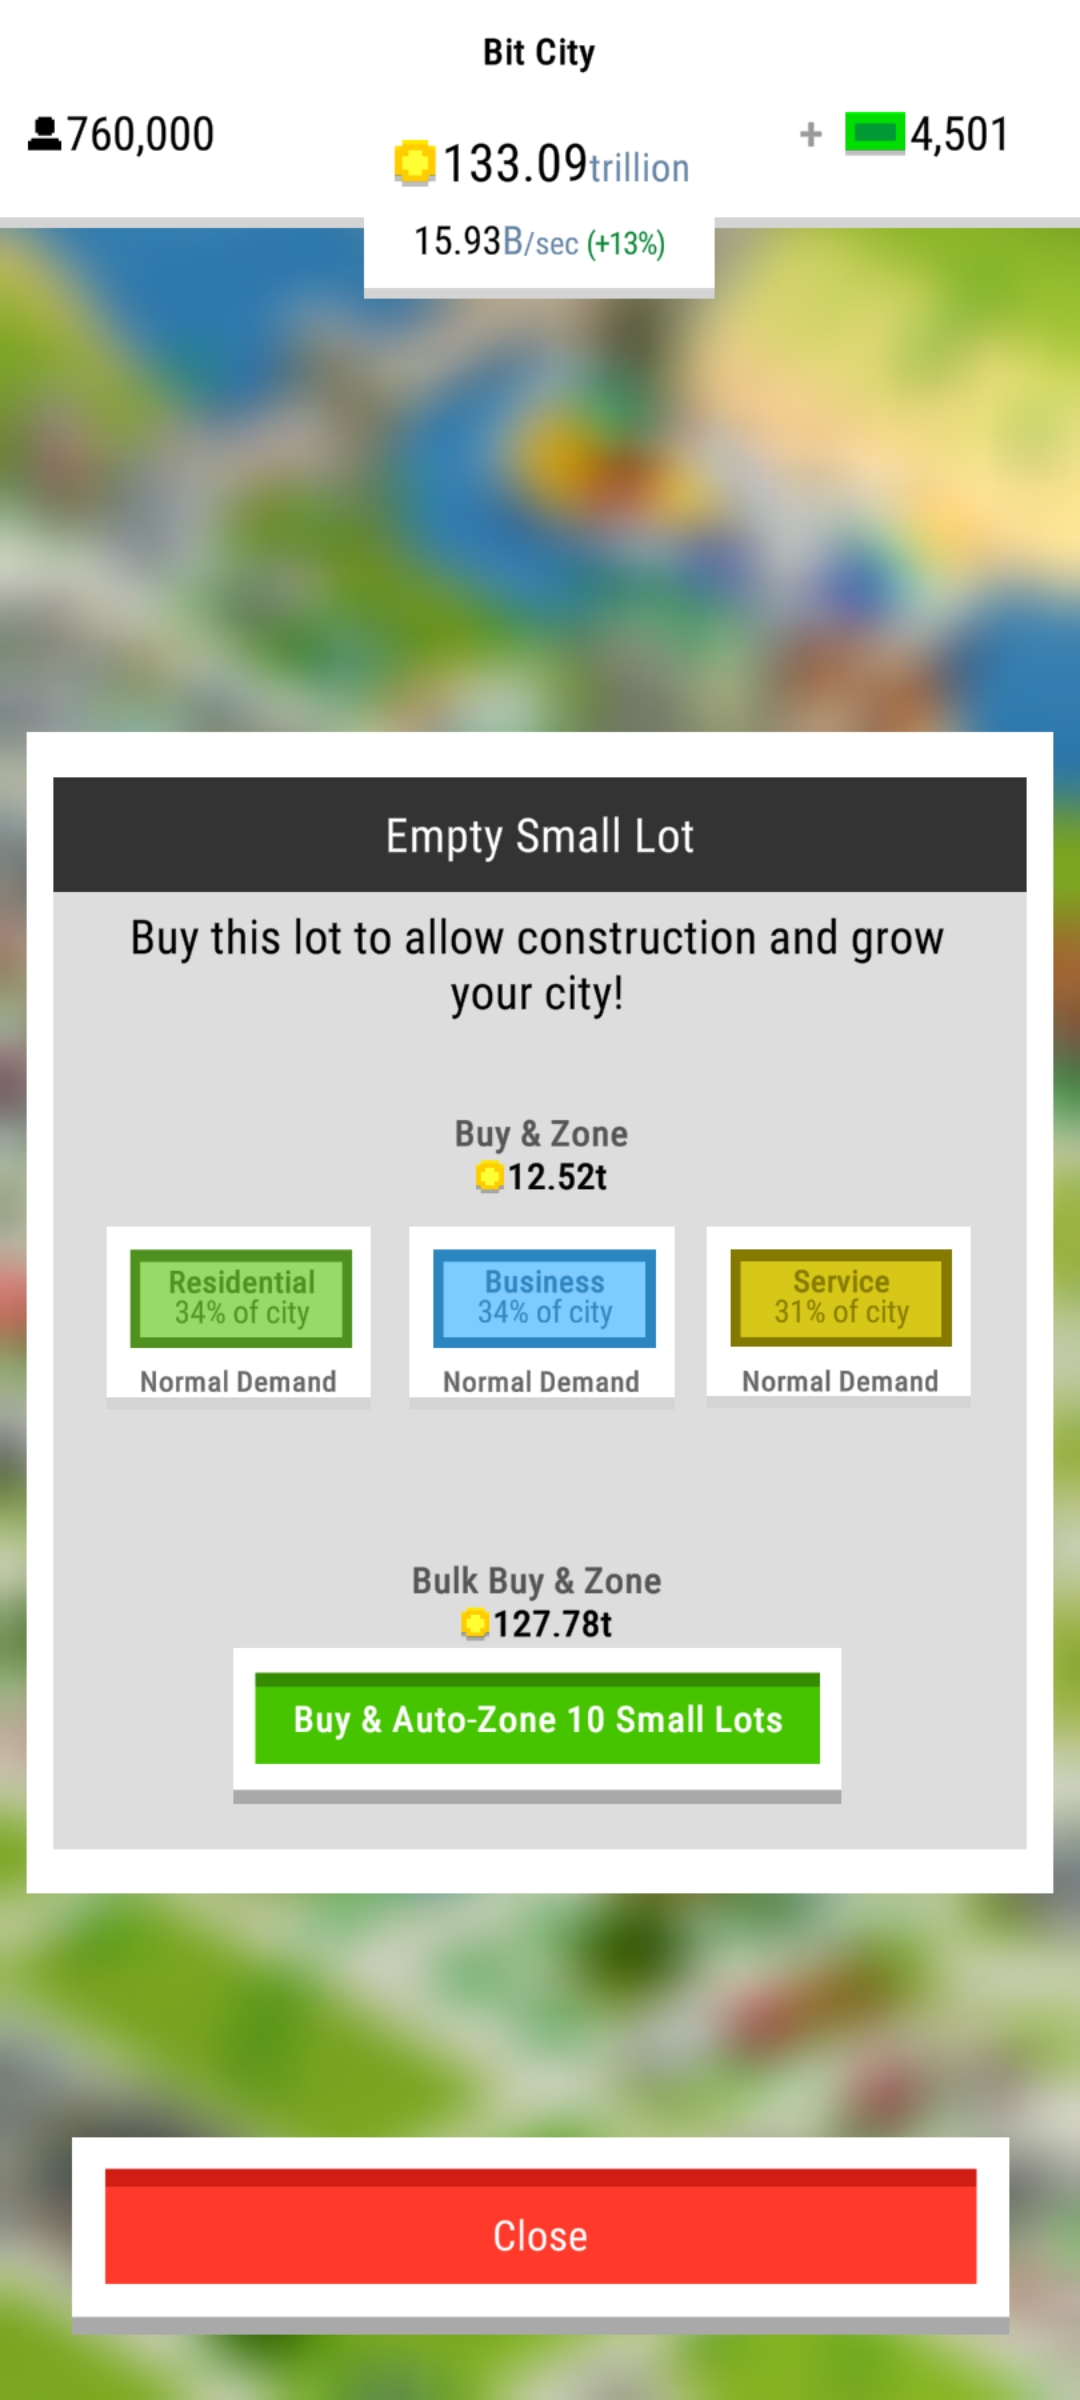 Bit City
760,000
133.09trillion
+ 4,501
15.93B/sec (+13%)
Empty Small Lot
Buy this lot to allow construction and grow
your city!
Buy & Zone
12.52t
Residential
34% of city
Normal Demand
Business
34% of city
Normal Demand
Service
31% of city
Normal Demand
Bulk Buy & Zone
127.78t
Buy & Auto-Zone 10 Small Lots
Close